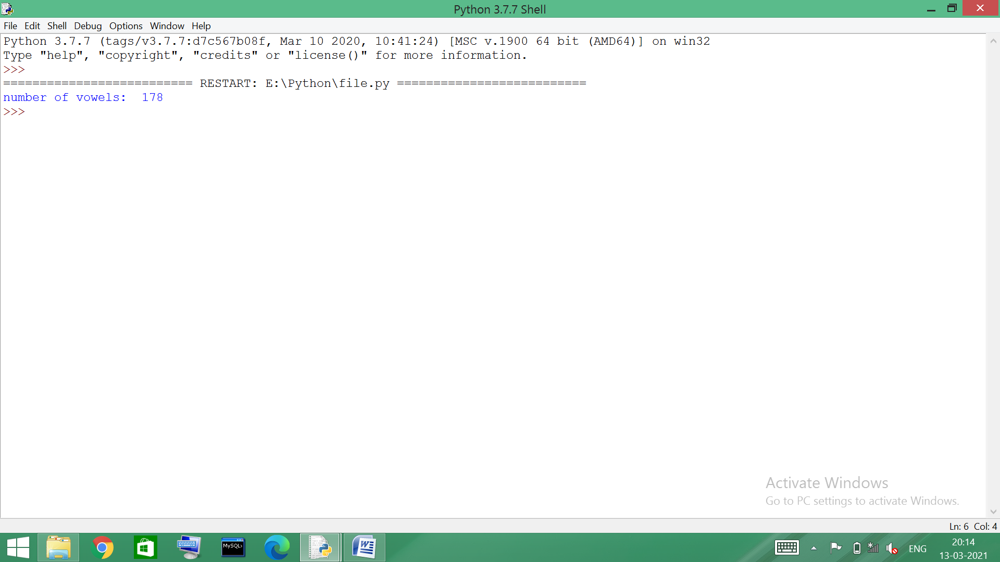 Python 3.7.7 Shell
File Edit Shell Debug Options Window Help
Python 3.7.7 (tags/v3.7.7:d7c567b08f, Mar 10 2020, 10:41:24) [MSC v.1900 64 bit (AMD64)] on win32
Type "help", "copyright", "credits" or "license()" for more information.
>>>
========================== RESTART: E:\Python\file.py ==========================
number of vowels:  178
>>>
Activate Windows
Go to PC settings to activate Windows.
Ln: 6 Col: 4
MySQL>
W
ENG
20:14
13-03-2021